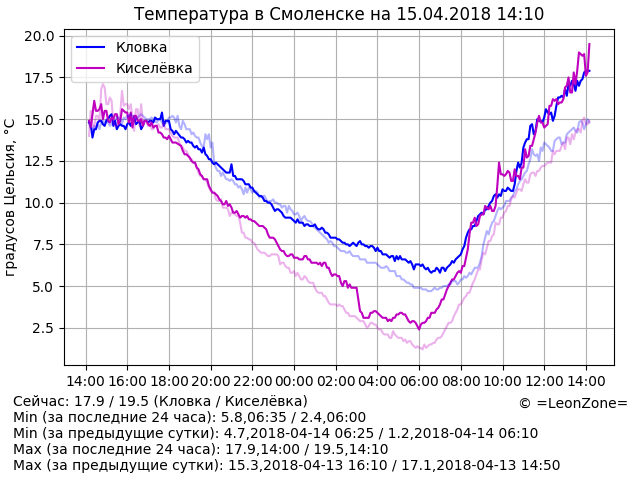 Температура в Смоленске на 15.04.2018 14:10
градусов Цельсия, °C
20.0
17.5
15.0
12.5
10.0
7.5
5.0
2.5
Кловка
Киселёвка
14:00 16:00 18:00 20:00 22:00 00:00 02:00 04:00 06:00 08:00 10:00 12:00 14:00
Сейчас: 17.9 / 19.5 (Кловка / Киселёвка)
© =LeonZone=
Min (за последние 24 часа): 5.8,06:35 / 2.4,06:00
Min (за предыдущие сутки): 4.7,2018-04-14 06:25 / 1.2,2018-04-14 06:10
Max (за последние 24 часа): 17.9,14:00 / 19.5,14:10
Max (за предыдущие сутки): 15.3,2018-04-13 16:10 / 17.1,2018-04-13 14:50